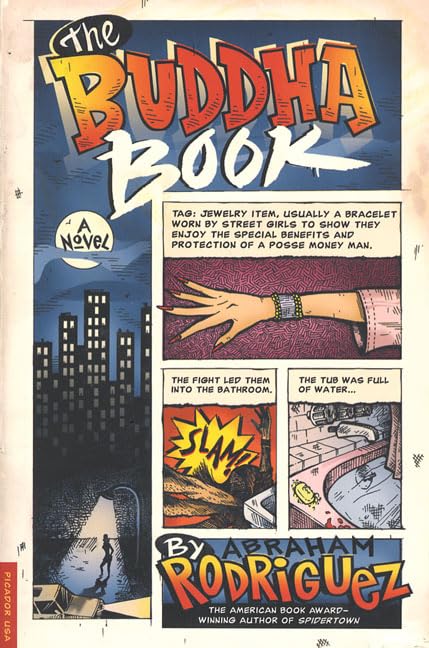 The
BUDDHA
BOOK
A
NOVEL
TAG: JEWELRY ITEM, USUALLY A BRACELET
WORN BY STREET GIRLS TO SHOW THEY
ENJOY THE SPECIAL BENEFITS AND
PROTECTION OF A POSSE MONEY MAN.
THE FIGHT LED THEM
INTO THE BATHROOM.
SLAM!
THE TUB WAS FULL
OF WATER...
By ABRAHAM
RODRIGUEZ
THE AMERICAN BOOK AWARD–
WINNING AUTHOR OF SPIDERTOWN
PICADOR USA